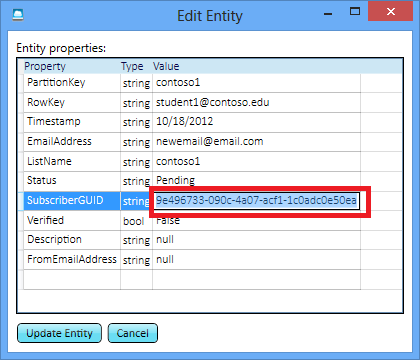 Edit Entity
Entity properties:
Property Type Value
PartitionKey string contoso1
RowKey string student1@contoso.edu
Timestamp string 10/18/2012
EmailAddress string newemail@email.com
ListName string contoso1
Status string Pending
SubscriberGUID string 9e496733-090c-4a07-acf1-1c0adc0e50ea
Verified bool False
Description string null
FromEmailAddress string null
Update Entity Cancel